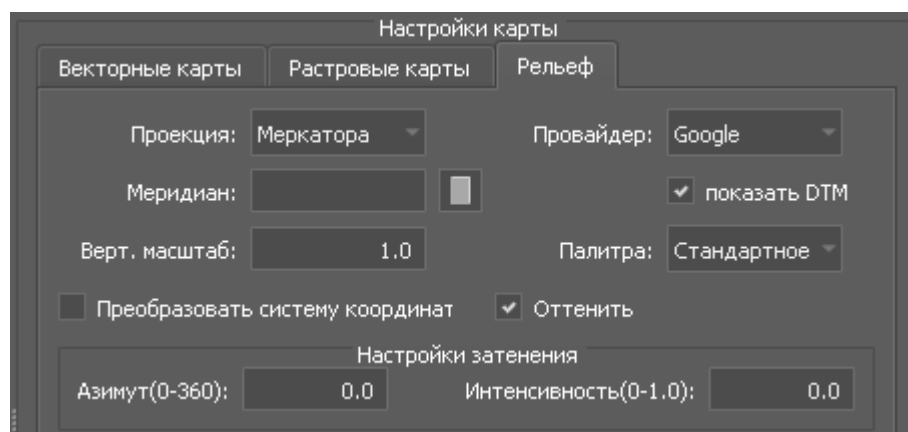 Настройки карты
Векторные карты Растровые карты Рельеф
Проекция: Меркатора Провайдер: Google
Меридиан: показать DTM
Верт. масштаб: 1.0 Палитра: Стандартное
Преобразовать систему координат Оттенить
Настройки затенения
Азимут(0-360): 0.0 Интенсивность(0-1.0): 0.0